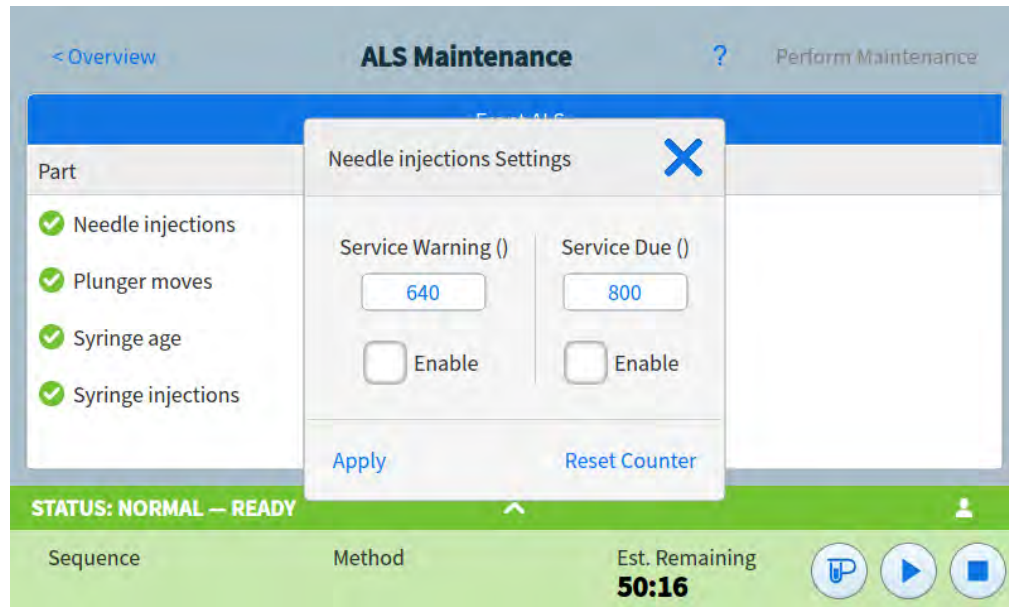 < Overview
ALS Maintenance
?
Perform Maintenance
Part
Needle injections Settings
Needle injections
Plunger moves
Syringe age
Syringe injections
Service Warning ()
Service Due ()
640
800
Enable
Enable
Apply
Reset Counter
STATUS: NORMAL — READY
Sequence
Method
Est. Remaining
50:16